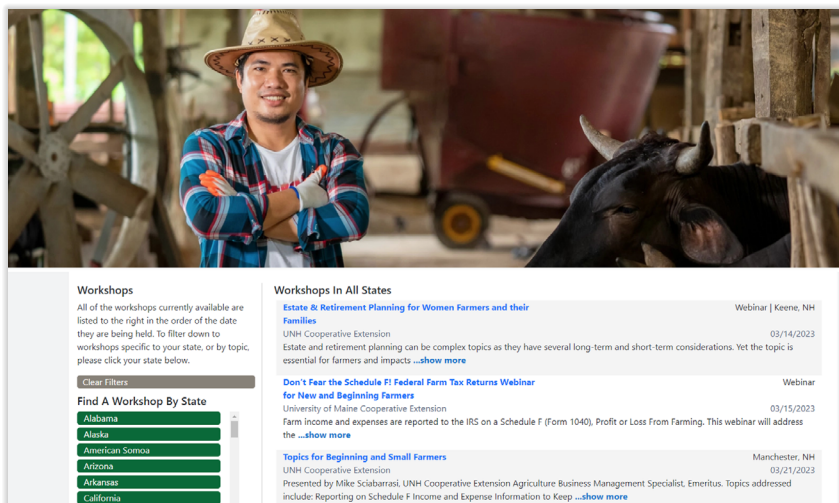 Workshops
All of the workshops currently available are
listed to the right in the order of the date
they are being held. To filter down to
workshops specific to your state, or by topic,
please click your state below.
Clear Filters
Find A Workshop By State
Alabama
Alaska
American Somoa
Arizona
Arkansas
California
Workshops In All States
Estate & Retirement Planning for Women Farmers and their
Families
Webinar | Keene, NH
UNH Cooperative Extension
03/14/2023
Estate and retirement planning can be complex topics as they have several long-term and short-term considerations. Yet the topic is
essential for farmers and impacts ...show more
Don't Fear the Schedule F! Federal Farm Tax Returns Webinar
for New and Beginning Farmers
Webinar
University of Maine Cooperative Extension
03/15/2023
Farm income and expenses are reported to the IRS on a Schedule F (Form 1040), Profit or Loss From Farming. This webinar will address
the ...show more
Topics for Beginning and Small Farmers
Manchester, NH
UNH Cooperative Extension
03/21/2023
Presented by Mike Sciabarrasi, UNH Cooperative Extension Agriculture Business Management Specialist, Emeritus. Topics addressed
include: Reporting on Schedule F Income and Expense Information to Keep ...show more